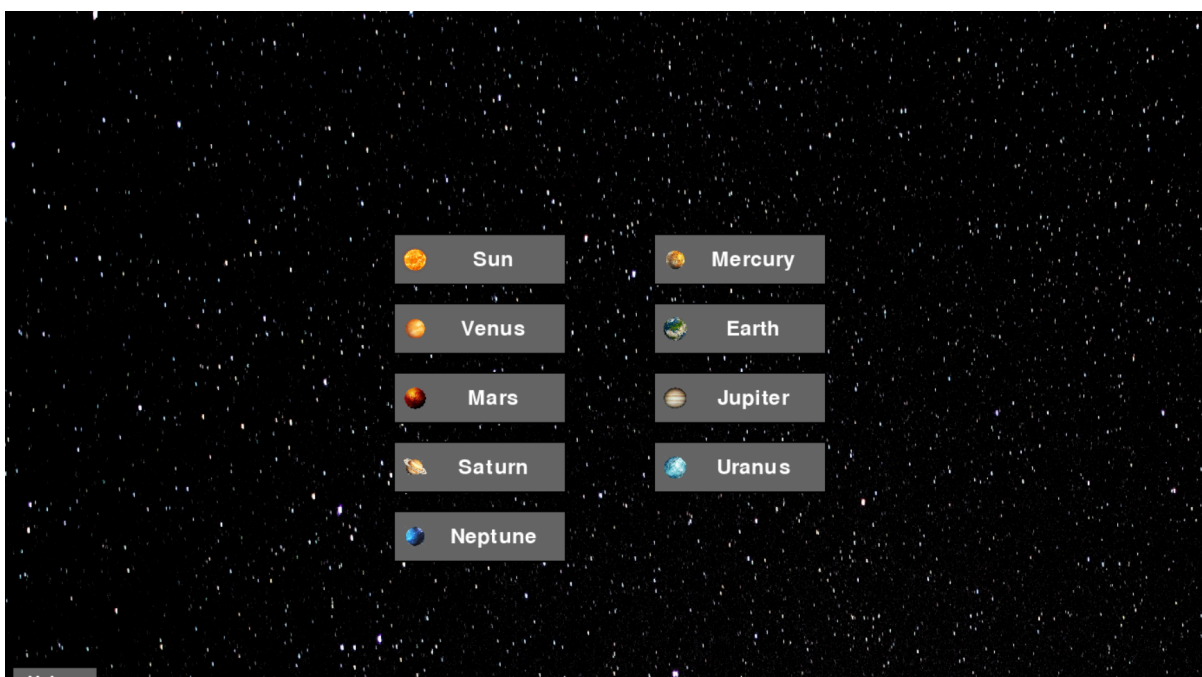 Sun
Mercury
Venus
Earth
Mars
Jupiter
Saturn
Uranus
Neptune